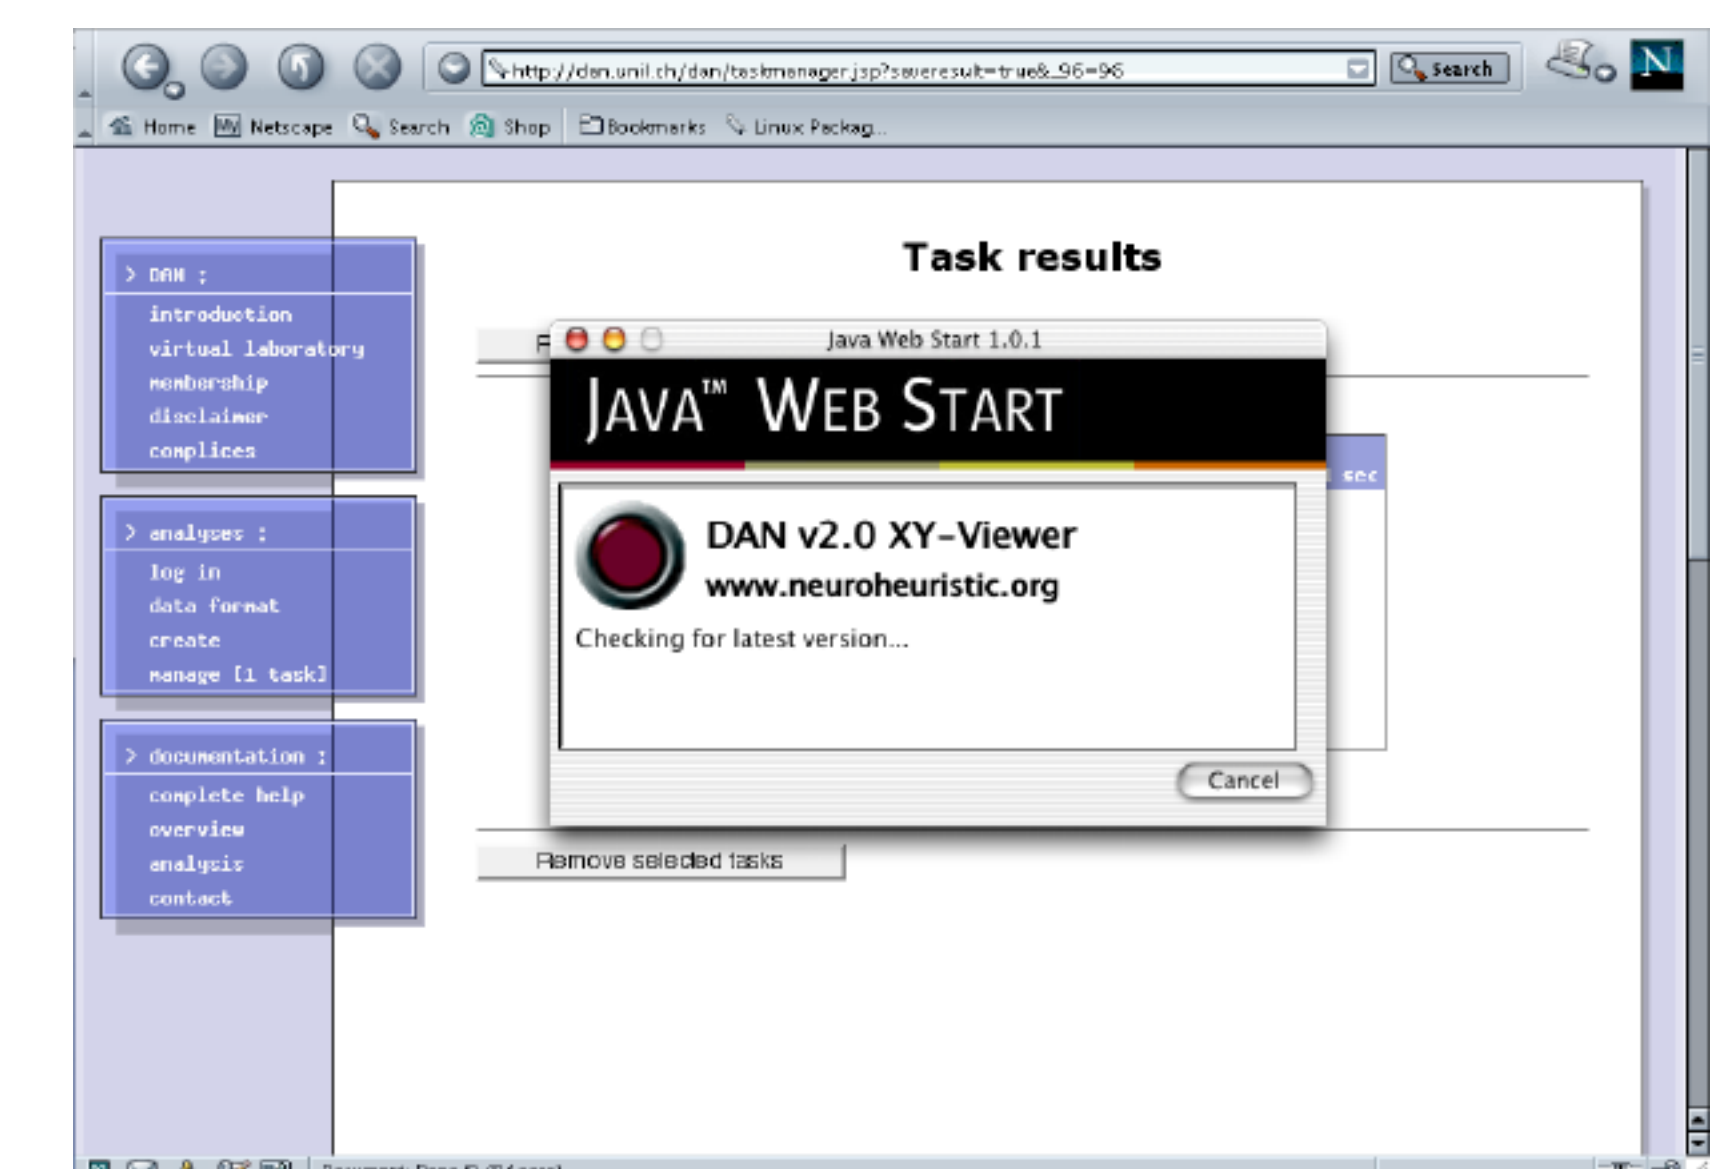 http://dan.unil.ch/dan/taskmanager.jsp?saveresult=true&_96=96
Search
N
Home
My Netscape
Search
Shop
Bookmarks
Linux Packag...
Task results
> DAN :
introduction
virtual laboratory
membership
disclaimer
complices
> analyses :
log in
data format
create
manage [1 task]
> documentation :
complete help
overview
analysis
contact
Java Web Start 1.0.1
JAVA™ WEB START
DAN v2.0 XY-Viewer
www.neuroheuristic.org
Checking for latest version...
Cancel
sec
Remove selected tasks